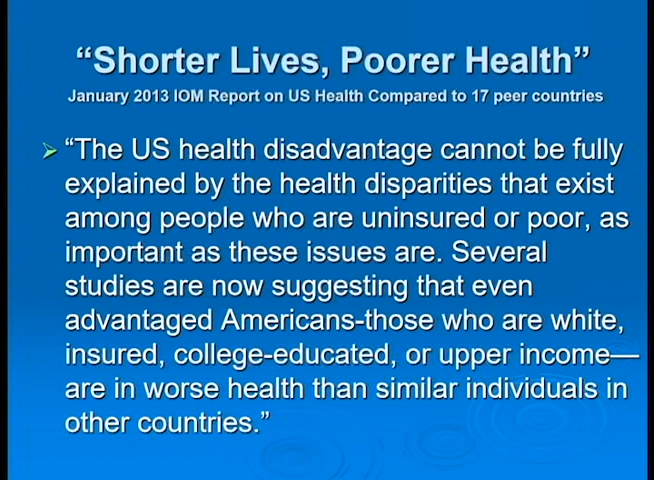 “Shorter Lives, Poorer Health”
January 2013 IOM Report on US Health Compared to 17 peer countries
“The US health disadvantage cannot be fully
explained by the health disparities that exist
among people who are uninsured or poor, as
important as these issues are. Several
studies are now suggesting that even
advantaged Americans-those who are white,
insured, college-educated, or upper income—
are in worse health than similar individuals in
other countries.”